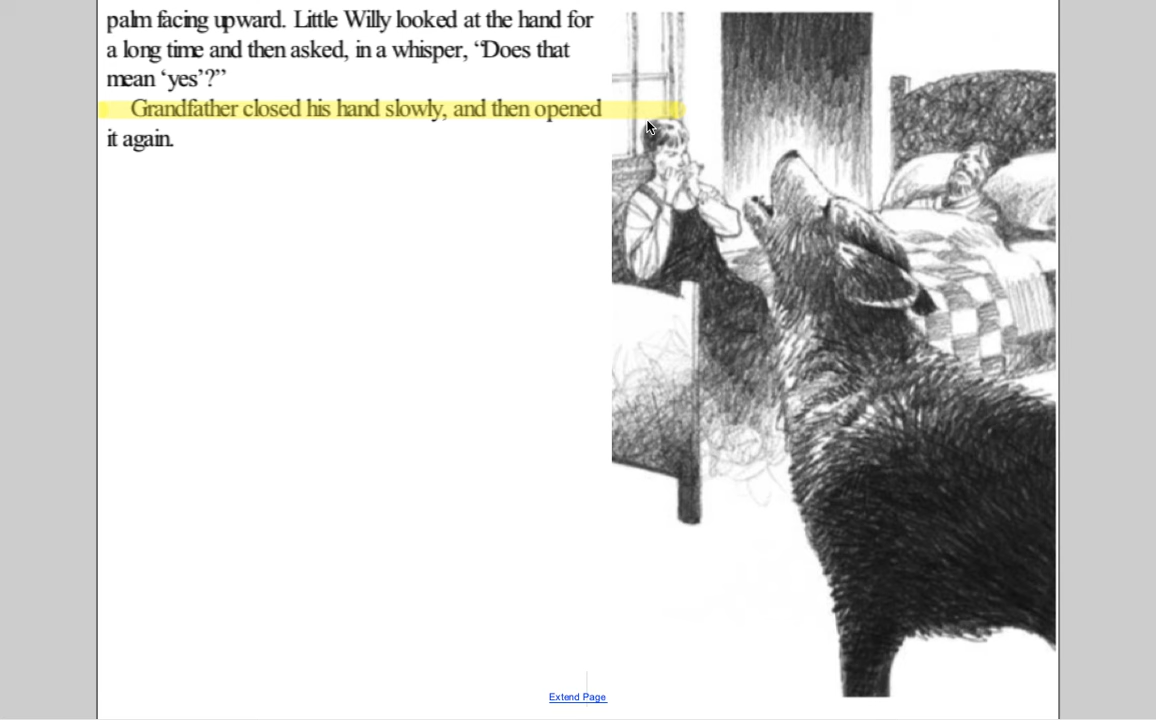 palm facing upward. Little Willy looked at the hand for
a long time and then asked, in a whisper, “Does that
mean ‘yes’?”
Grandfather closed his hand slowly, and then opened
it again.
Extend Page